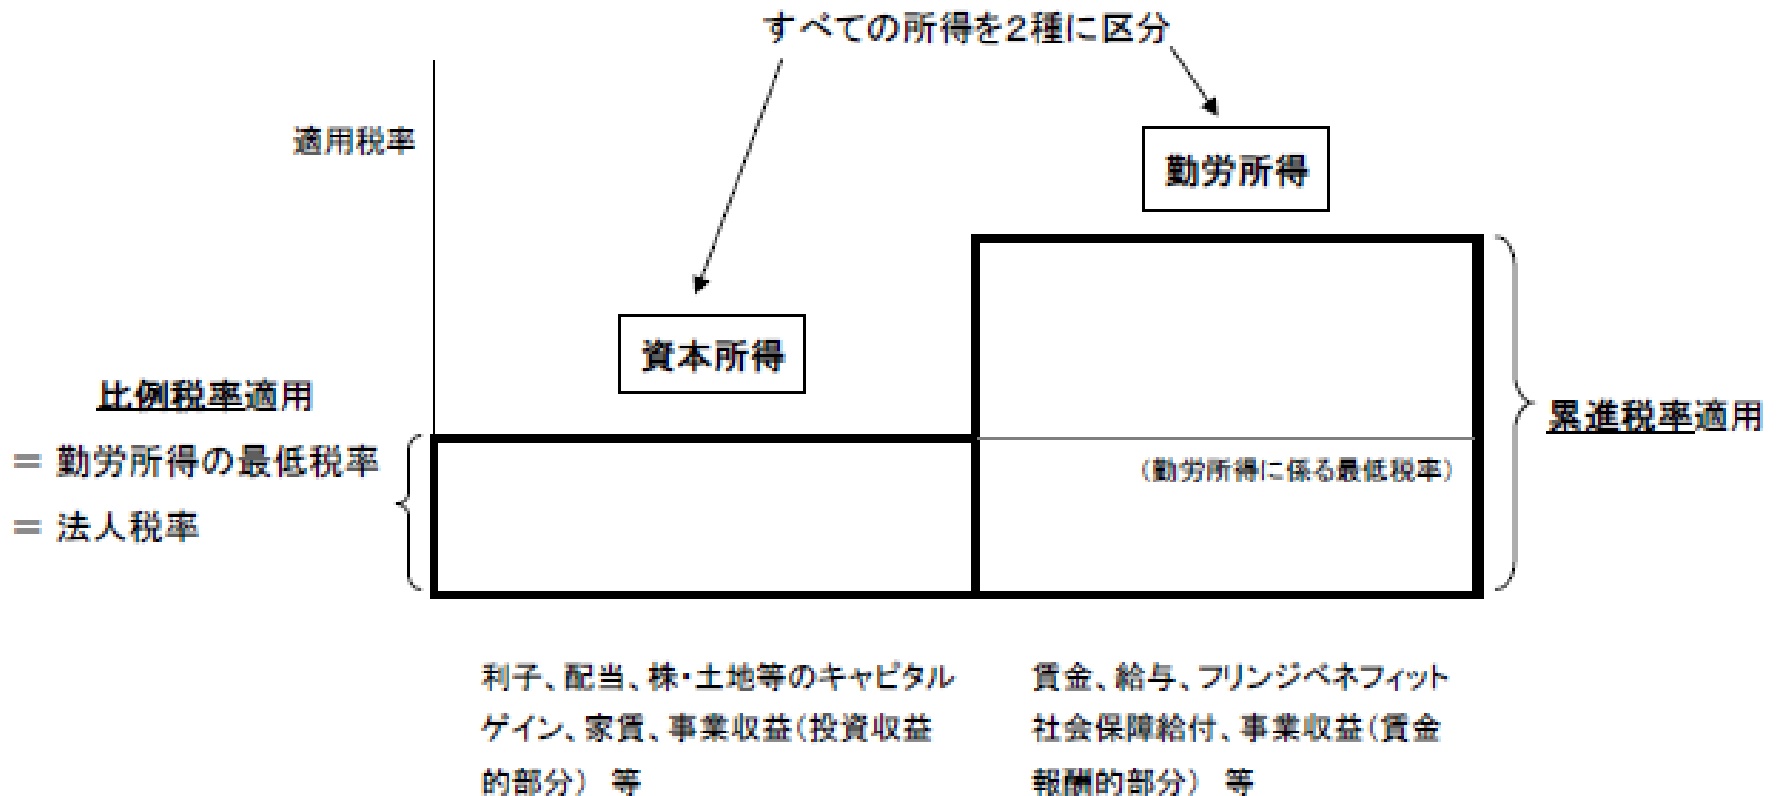 すべての所得を2種に区分
適用税率
勤労所得
資本所得
比例税率適用
= 勤労所得の最低税率
= 法人税率
累進税率適用
(勤労所得に係る最低税率)
利子、配当、株・土地等のキャピタル
ゲイン、家賃、事業収益(投資収益
的部分) 等
賃金、給与、フリンジベネフィット
社会保障給付、事業収益(賃金
報酬的部分) 等